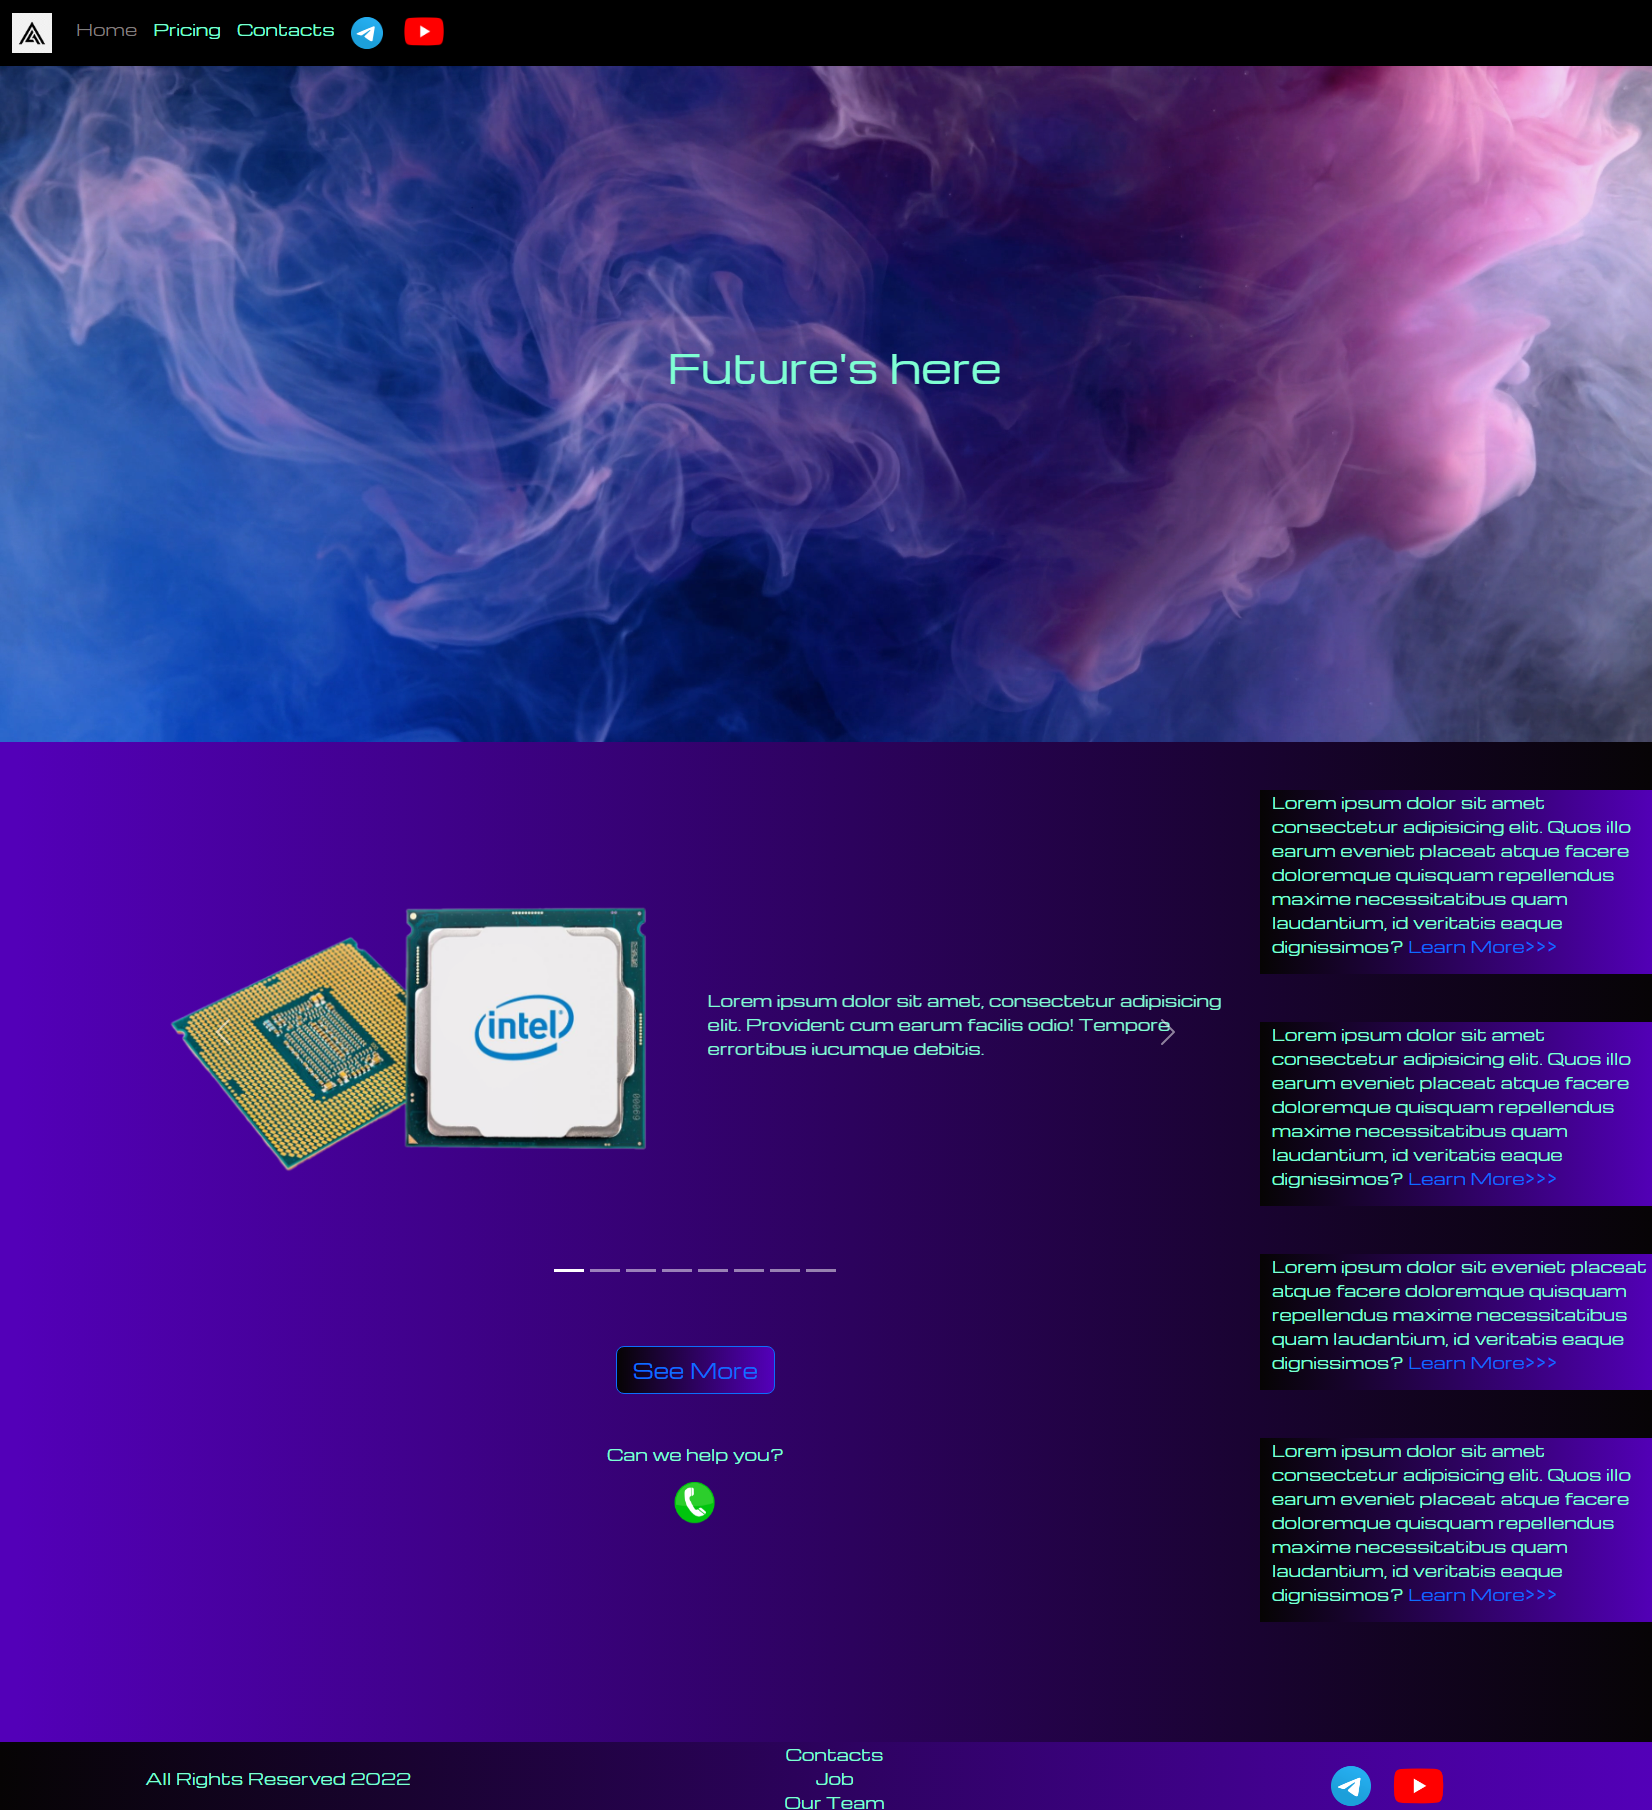 Home Pricing Contacts
Future's here
Lorem ipsum dolor sit amet
consectetur adipisicing elit. Quos illo
earum eveniet placeat atque facere
doloremque quisquam repellendus
maxime necessitatibus quam
laudantium, id veritatis eaque
dignissimos? Learn More>>>
intel
Lorem ipsum dolor sit amet, consectetur adipisicing
elit. Provident cum earum facilis odio! Tempore
errortibus iucumque debitis.
Lorem ipsum dolor sit amet
consectetur adipisicing elit. Quos illo
earum eveniet placeat atque facere
doloremque quisquam repellendus
maxime necessitatibus quam
laudantium, id veritatis eaque
dignissimos? Learn More>>>
Lorem ipsum dolor sit eveniet placeat
atque facere doloremque quisquam
repellendus maxime necessitatibus
quam laudantium, id veritatis eaque
dignissimos? Learn More>>>
See More
Can we help you?
Lorem ipsum dolor sit amet
consectetur adipisicing elit. Quos illo
earum eveniet placeat atque facere
doloremque quisquam repellendus
maxime necessitatibus quam
laudantium, id veritatis eaque
dignissimos? Learn More>>>
All Rights Reserved 2022
Contacts
Job
Our Team